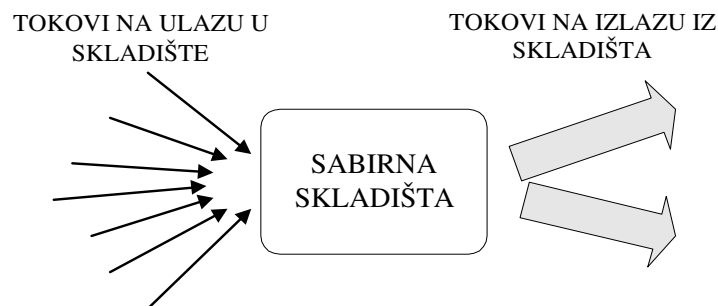 TOKOVI NA ULAZU U
SKLADIŠTE
TOKOVI NA IZLAZU IZ
SKLADIŠTA
SABIRNA
SKLADIŠTA